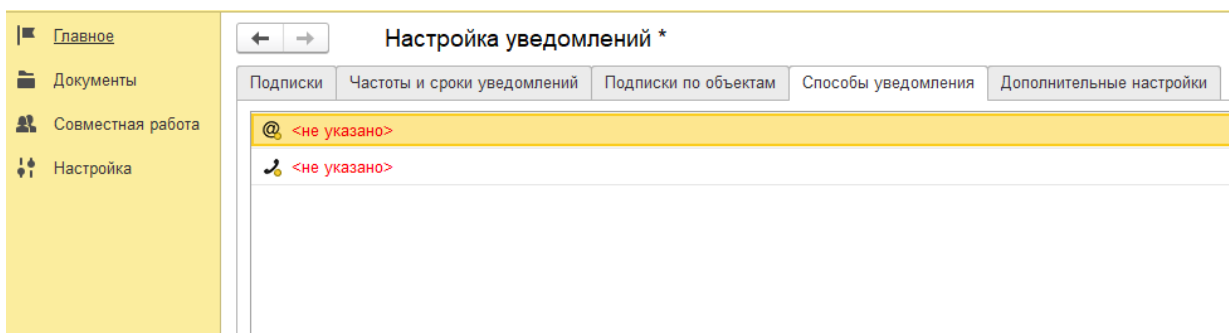 Главное
Документы
Совместная работа
Настройка
Настройка уведомлений *
Подписки Частоты и сроки уведомлений Подписки по объектам Способы уведомления Дополнительные настройки
<не указано>
<не указано>